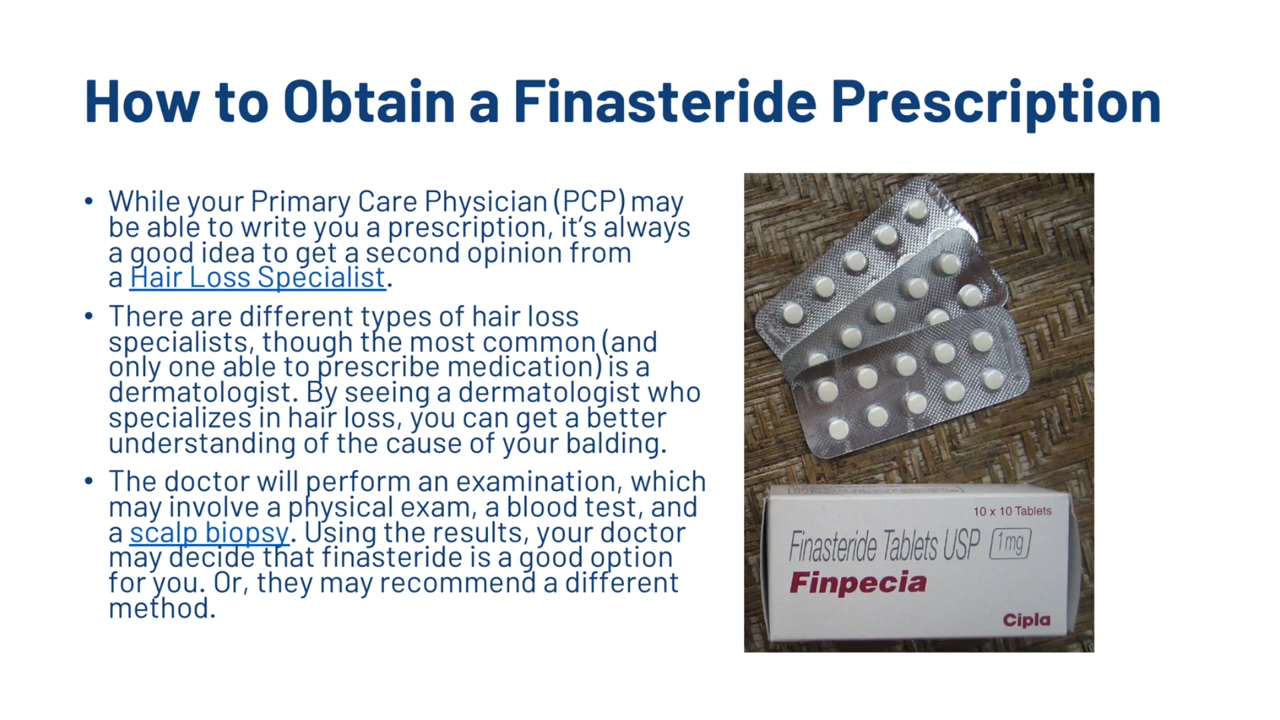 How to Obtain a Finasteride Prescription
• While your Primary Care Physician (PCP) may
be able to write you a prescription, it's always
a good idea to get a second opinion from
a Hair Loss Specialist.
• There are different types of hair loss
specialists, though the most common (and
only one able to prescribe medication) is a
dermatologist. By seeing a dermatologist who
specializes in hair loss, you can get a better
understanding of the cause of your balding.
• The doctor will perform an examination, which
may involve a physical exam, a blood test, and
a scalp biopsy. Using the results, your doctor
may decide that finasteride is a good option
for you. Or, they may recommend a different
method.
10 x 10 Tablets
Finasteride Tablets USP 1mg
Finpecia
Cipla